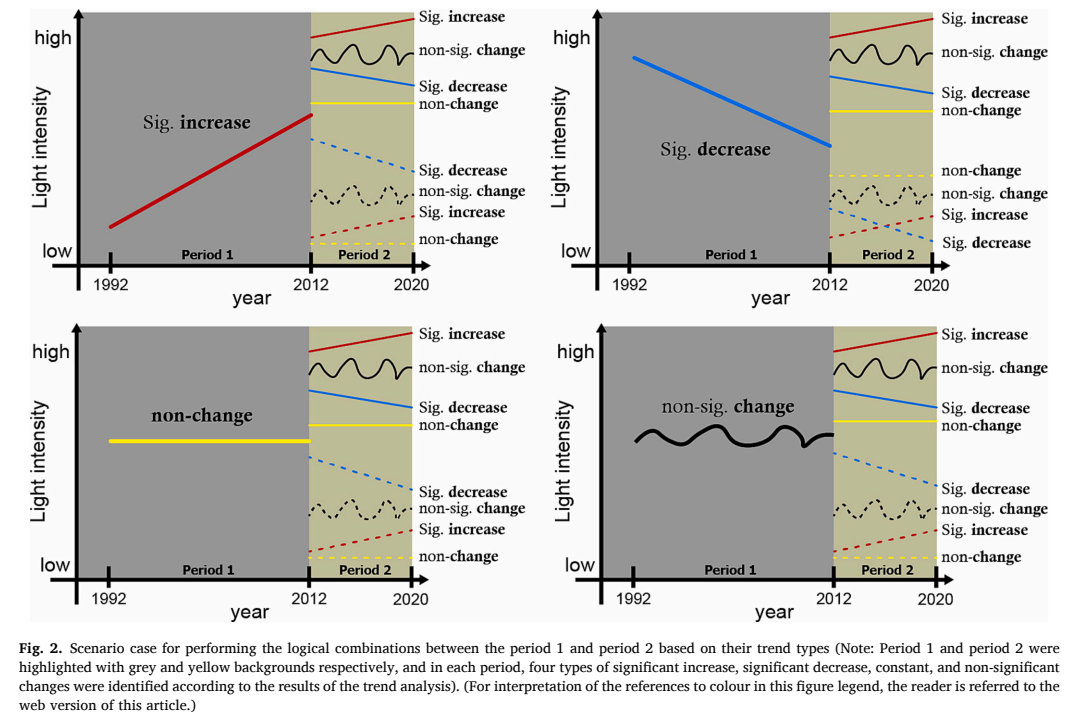 high
Light intensity
low
Sig. increase
Period 1
Period 2
1992
2012
2020
year
Sig. increase
non-sig. change
Sig. decrease
non-change
Sig. decrease
non-sig. change
Sig. increase
non-change
high
Light intensity
low
Sig. decrease
Period 1
Period 2
1992
2012
2020
year
Sig. increase
non-sig. change
Sig. decrease
non-change
non-change
non-sig. change
Sig. increase
Sig. decrease
high
Light intensity
low
non-change
Period 1
Period 2
1992
2012
2020
year
Sig. increase
non-sig. change
Sig. decrease
non-change
Sig. decrease
non-sig. change
Sig. increase
non-change
high
Light intensity
low
non-sig. change
Period 1
Period 2
1992
2012
2020
year
Sig. increase
non-sig. change
Sig. decrease
non-change
Sig. decrease
non-sig. change
Sig. increase
non-change
Fig. 2. Scenario case for performing the logical combinations between the period 1 and period 2 based on their trend types (Note: Period 1 and period 2 were
highlighted with grey and yellow backgrounds respectively, and in each period, four types of significant increase, significant decrease, constant, and non-significant
changes were identified according to the results of the trend analysis). (For interpretation of the references to colour in this figure legend, the reader is referred to the
web version of this article.)